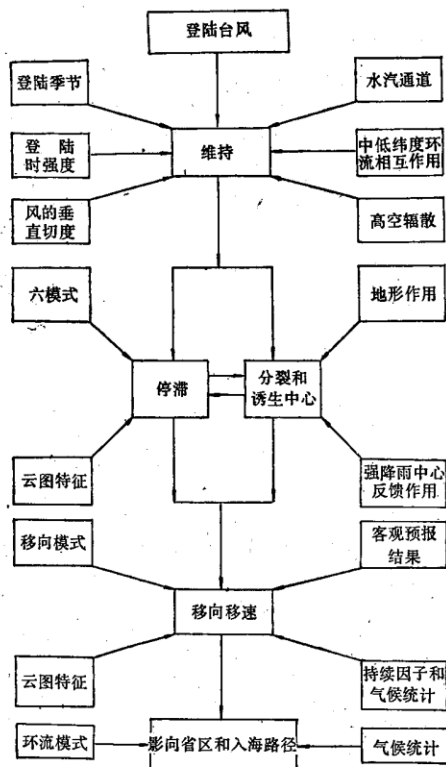 登陆台风
登陆季节
水汽通道
登陆
时强度
维持
中低纬度环
流相互作用
风的垂
直切度
高空辐散
六模式
地形作用
停滞
分裂和
诱生中心
云图特征
强降雨中心
反馈作用
移向模式
客观预报
结果
移向移速
云图特征
持续因子和
气候统计
环流模式
影向省区和入海路径
气候统计